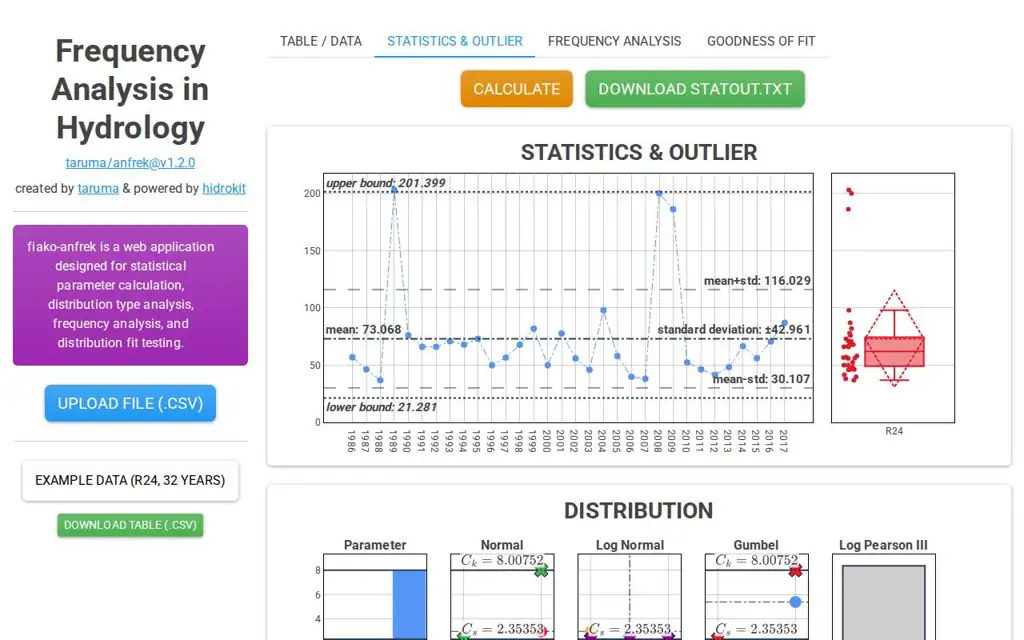 Frequency
Analysis in
Hydrology
taruma/anfrek@v1.2.0
created by taruma & powered by hidrokit
fiako-anfrek is a web application
designed for statistical
parameter calculation,
distribution type analysis,
frequency analysis, and
distribution fit testing.
UPLOAD FILE (.CSV)
EXAMPLE DATA (R24, 32 YEARS)
DOWNLOAD TABLE (.CSV)
TABLE / DATA STATISTICS & OUTLIER FREQUENCY ANALYSIS GOODNESS OF FIT
CALCULATE DOWNLOAD STATOUT.TXT
STATISTICS & OUTLIER
upper bound: 201.399
200
150
mean+std: 116.029
100
mean: 73.068 standard deviation: ±42.961
50
mean-std: 30.107
lower bound: 21.281
0
1986 1987 1988 1989 1990 1991 1992 1993 1994 1995 1996 1997 1998 1999 2000 2001 2002 2003 2004 2005 2006 2007 2008 2009 2010 2011 2012 2013 2014 2015 2016 2017
R24
DISTRIBUTION
Parameter Normal Log Normal Gumbel Log Pearson III
Ck = 8.00752 Ck = 8.00752
8
6
4
Cs = 2.35353 Cs = 2.35353 Cs = 2.35353